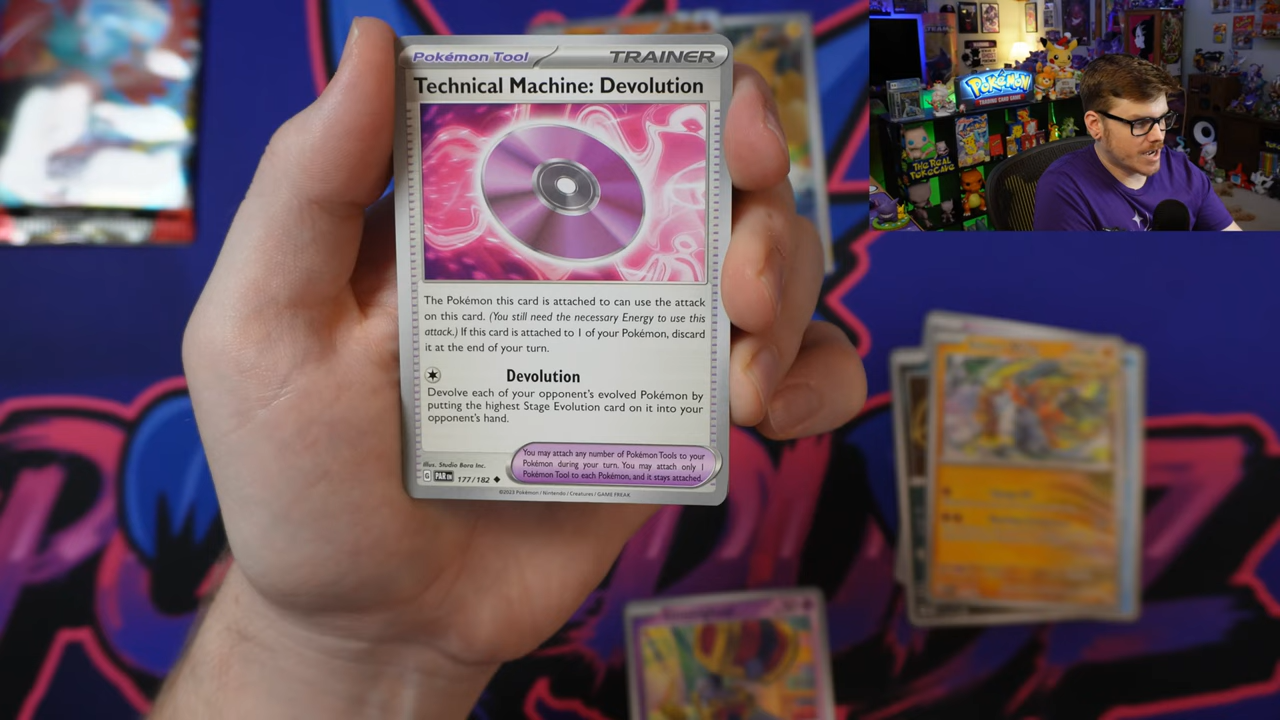 Pokémon Tool TRAINER
Technical Machine: Devolution
The Pokémon this card is attached to can use the attack
on this card. (You still need the necessary Energy to use this
attack.) If this card is attached to 1 of your Pokémon, discard
it at the end of your turn.
Devolution
Devolve each of your opponent's evolved Pokémon by
putting the highest Stage Evolution card on it into your
opponent's hand.
You may attach any number of Pokémon Tools to your
Pokémon during your turn. You may attach only 1
Pokémon Tool to each Pokémon, and it stays attached.
Illus. Studio Bora Inc.
G PAR EN 177/182
©2023 Pokémon / Nintendo / Creatures / GAME FREAK
POKÉMON
TRADING CARD GAME
THE REAL
POKECAVE